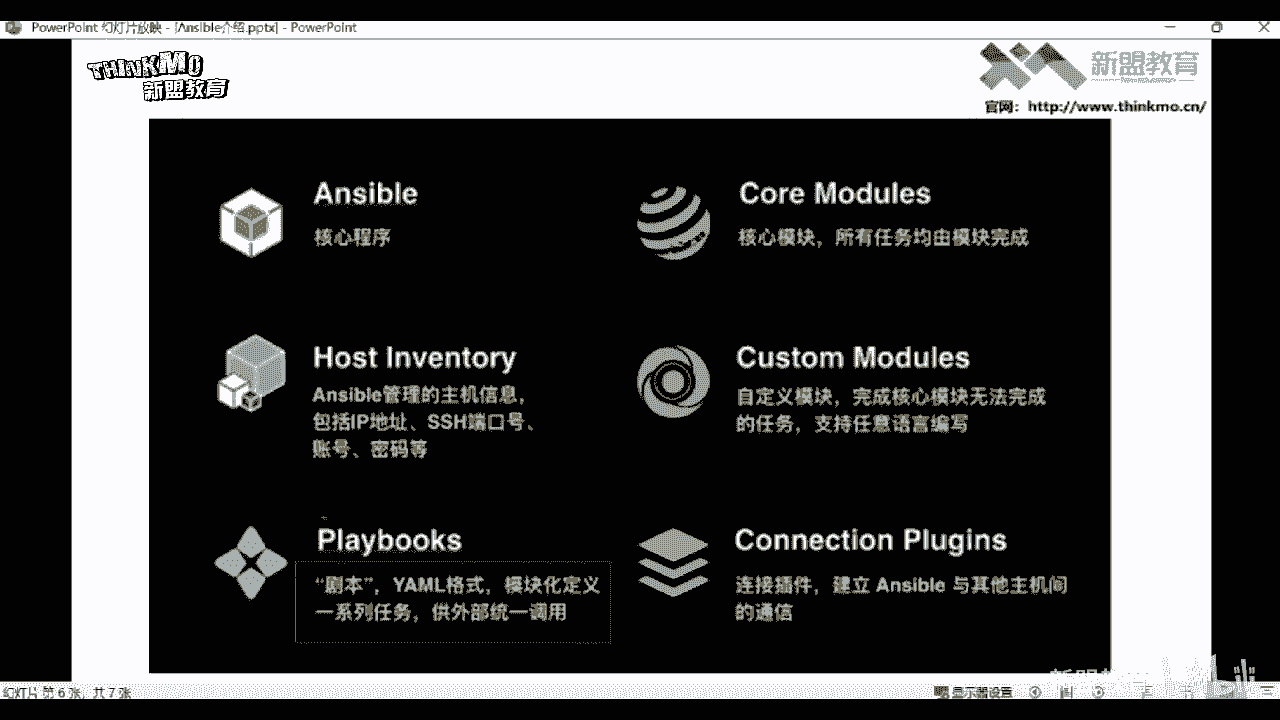 PowerPoint 幻灯片放映 - [Ansible介绍.pptx] - PowerPoint
THINKMO
新盟教育
新盟教育
官网：http://www.thinkmo.cn/
Ansible
核心程序
Core Modules
核心模块，所有任务均由模块完成
Host Inventory
Ansible管理的主机信息，
包括IP地址、SSH端口号、
账号、密码等
Custom Modules
自定义模块，完成核心模块无法完成
的任务，支持任意语言编写
Playbooks
“剧本”，YAML格式，模块化定义
一系列任务，供外部统一调用
Connection Plugins
连接插件，建立 Ansible 与其他主机间
的通信
幻灯片 第 6 张，共 7 张
显示器设置